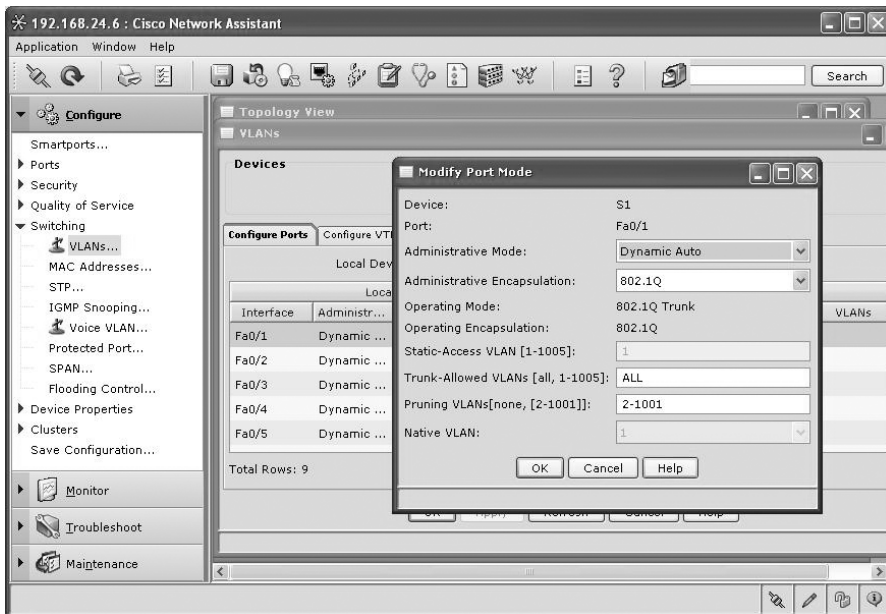 192.168.24.6 : Cisco Network Assistant
Application Window Help
Search
Configure
Smartports...
Ports
Security
Quality of Service
Switching
VLANs...
MAC Addresses...
STP...
IGMP Snooping...
Voice VLAN...
Protected Port...
SPAN...
Flooding Control...
Device Properties
Clusters
Save Configuration...
Monitor
Troubleshoot
Maintenance
Topology View
VLANs
Devices
Configure Ports Configure VT
Local Dev
Loca
Interface Administr... VLANs
Fa0/1 Dynamic ...
Fa0/2 Dynamic ...
Fa0/3 Dynamic ...
Fa0/4 Dynamic ...
Fa0/5 Dynamic ...
Total Rows: 9
Modify Port Mode
Device: S1
Port: Fa0/1
Administrative Mode: Dynamic Auto
Administrative Encapsulation: 802.1Q
Operating Mode: 802.1Q Trunk
Operating Encapsulation: 802.1Q
Static-Access VLAN [1-1005]: 1
Trunk-Allowed VLANs [all, 1-1005]: ALL
Pruning VLANs[none, [2-1001]]: 2-1001
Native VLAN: 1
OK Cancel Help